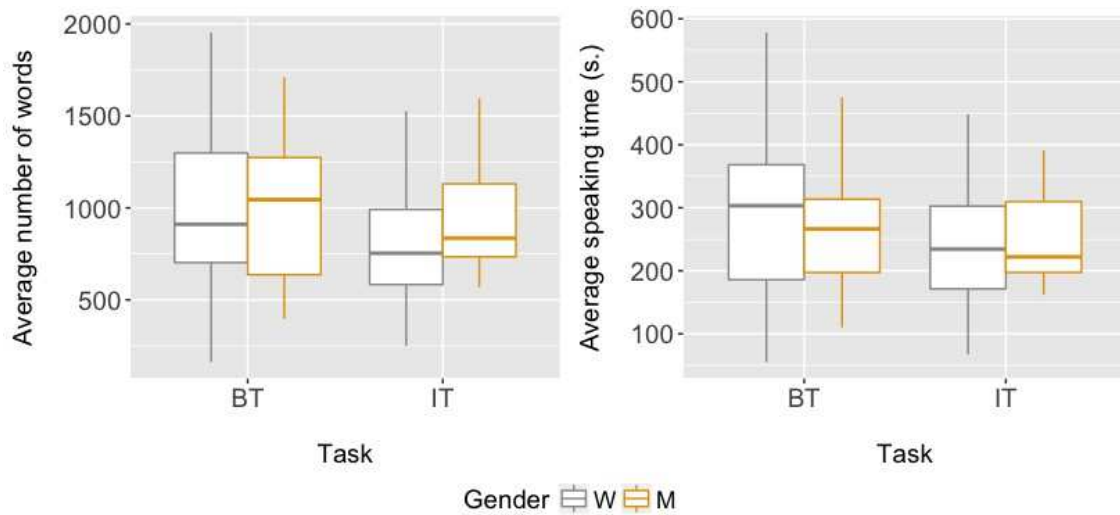 Average number of words
2000
1500
1000
500
BT
IT
Task
Average speaking time (s.)
600
500
400
300
200
100
BT
IT
Task
Gender W M